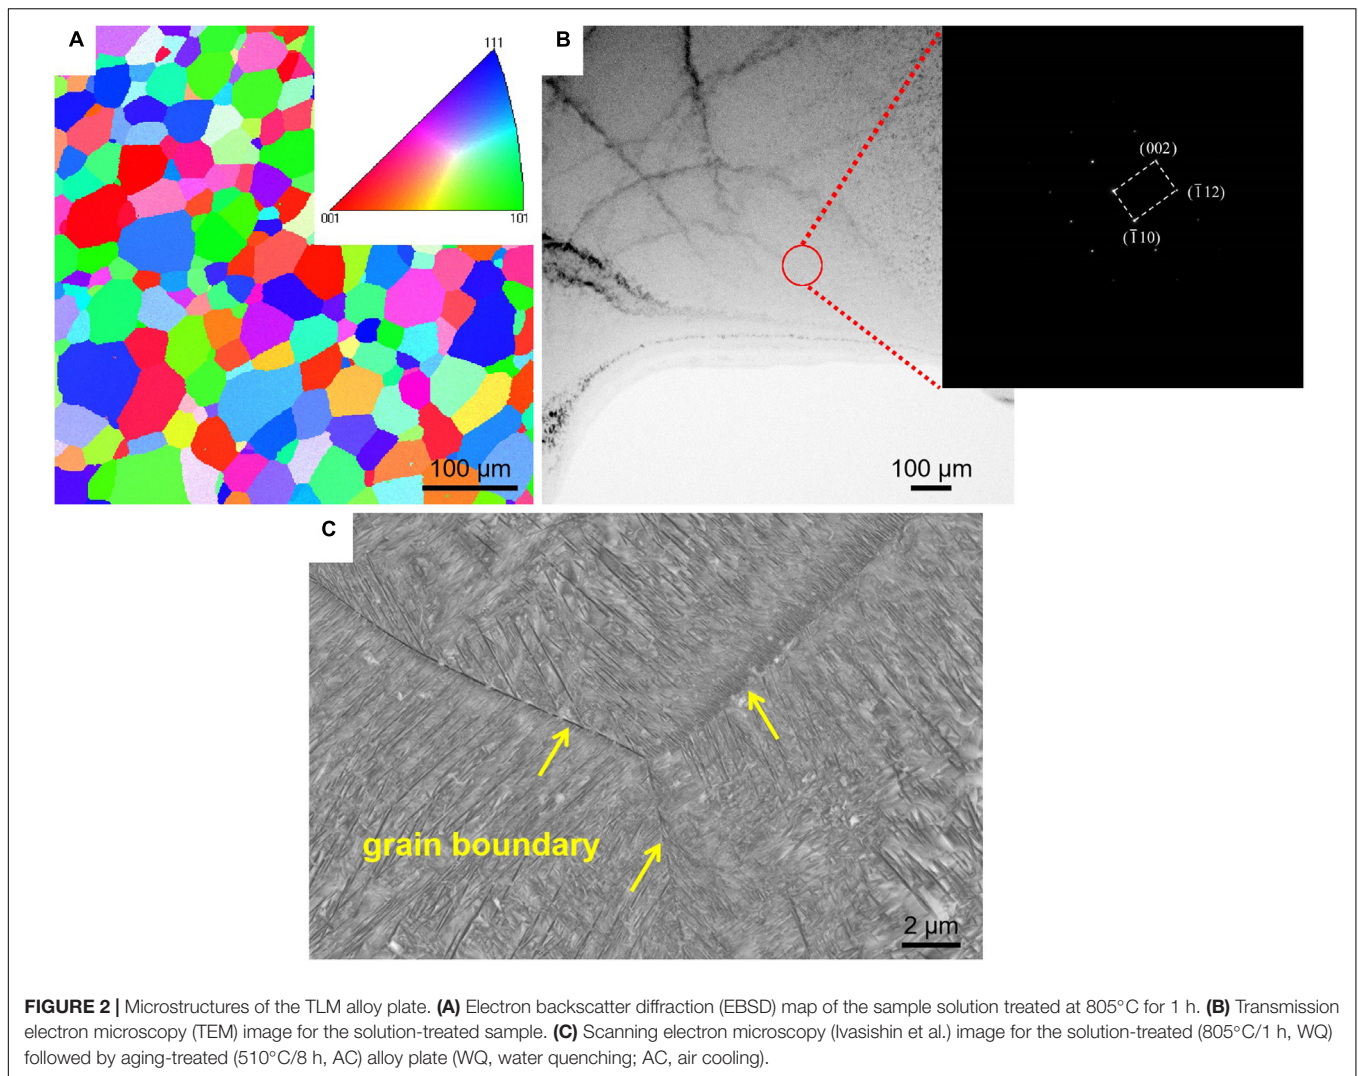 A
111
001
101
100 µm
B
(002)
(1̄12)
(1̄10)
100 µm
C
grain boundary
2 µm
FIGURE 2 | Microstructures of the TLM alloy plate. (A) Electron backscatter diffraction (EBSD) map of the sample solution treated at 805°C for 1 h. (B) Transmission
electron microscopy (TEM) image for the solution-treated sample. (C) Scanning electron microscopy (Ivasishin et al.) image for the solution-treated (805°C/1 h, WQ)
followed by aging-treated (510°C/8 h, AC) alloy plate (WQ, water quenching; AC, air cooling).